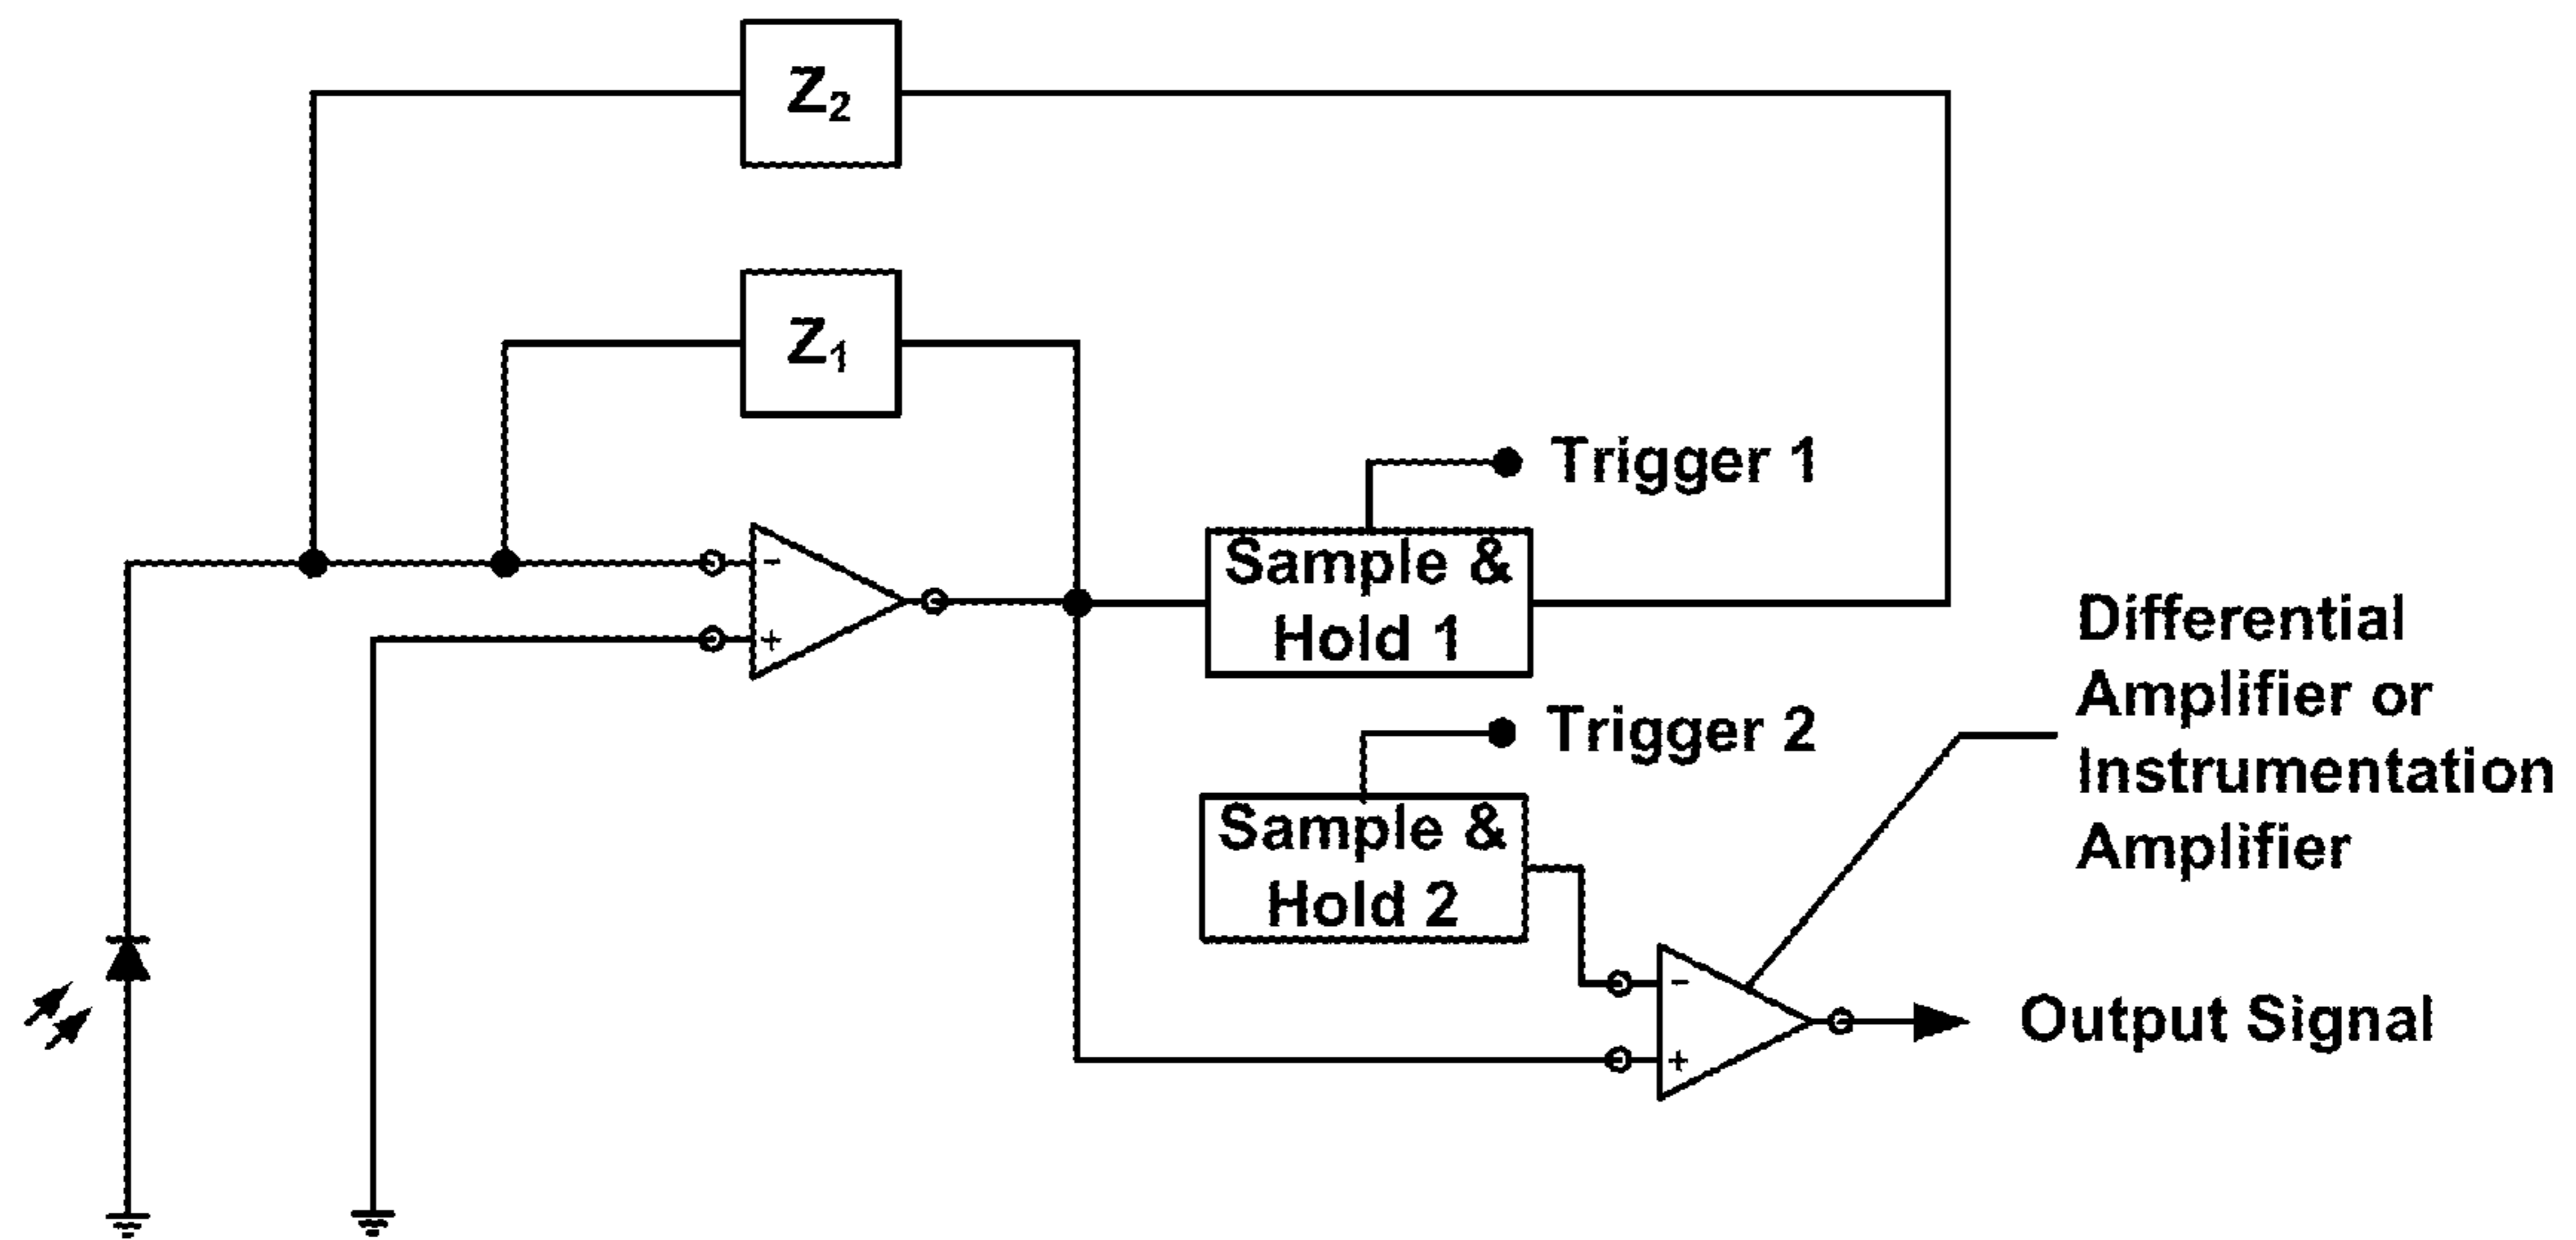 Z₂
Z₁
Trigger 1
Sample &
Hold 1
Trigger 2
Sample &
Hold 2
Differential
Amplifier or
Instrumentation
Amplifier
-
+
-
+
Output Signal